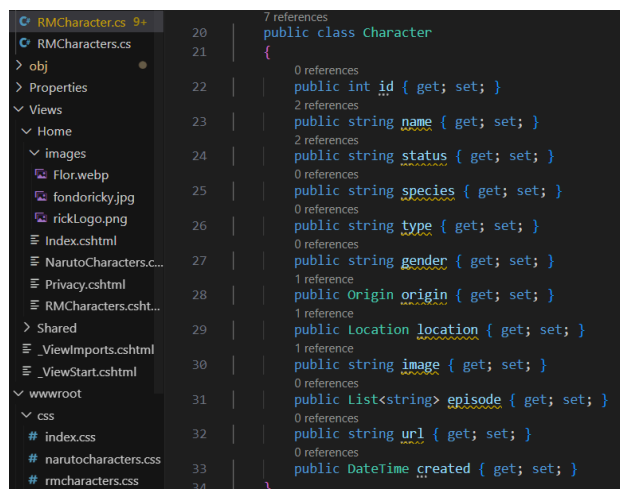 RMCharacter.cs 9+
RMCharacters.cs
obj
Properties
Views
Home
images
Flor.webp
fondoricky.jpg
rickLogo.png
Index.cshtml
NarutoCharacters.c...
Privacy.cshtml
RMCharacters.csht...
Shared
_ViewImports.cshtml
_ViewStart.cshtml
wwwroot
css
index.css
narutocharacters.css
rmcharacters.css
7 references
20 public class Character
21 {
0 references
22 public int id { get; set; }
2 references
23 public string name { get; set; }
2 references
24 public string status { get; set; }
0 references
25 public string species { get; set; }
0 references
26 public string type { get; set; }
0 references
27 public string gender { get; set; }
1 reference
28 public Origin origin { get; set; }
1 reference
29 public Location location { get; set; }
1 reference
30 public string image { get; set; }
0 references
31 public List<string> episode { get; set; }
0 references
32 public string url { get; set; }
0 references
33 public DateTime created { get; set; }
34 }